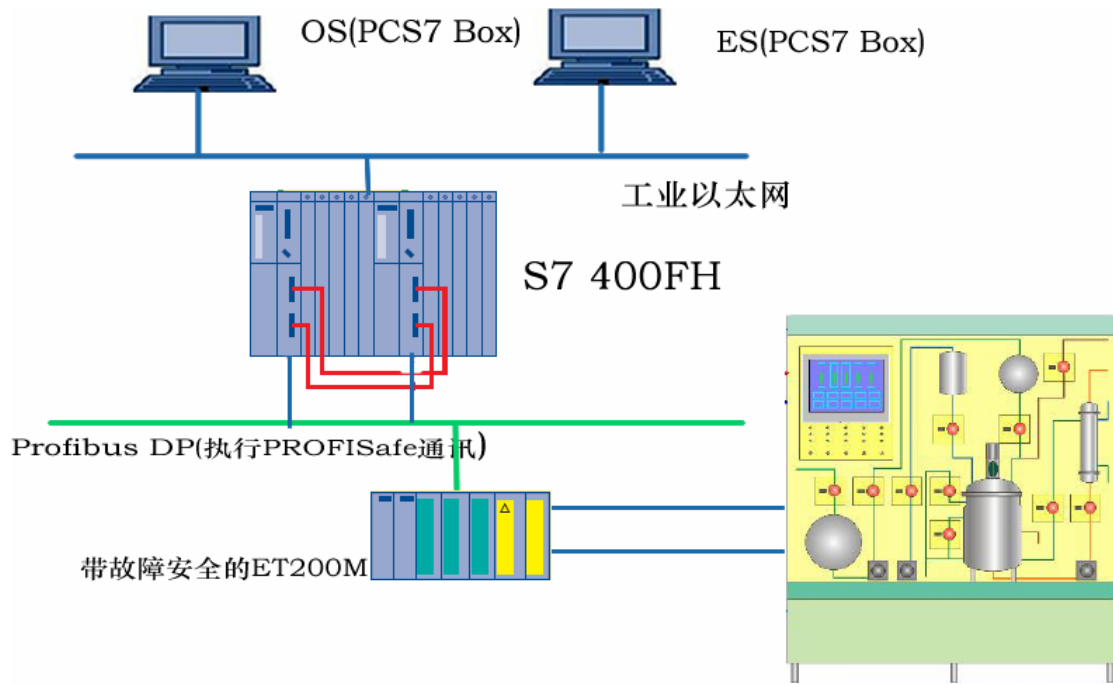 OS(PCS7 Box)
ES(PCS7 Box)
工业以太网
S7 400FH
Profibus DP(执行PROFISafe通讯)
带故障安全的ET200M